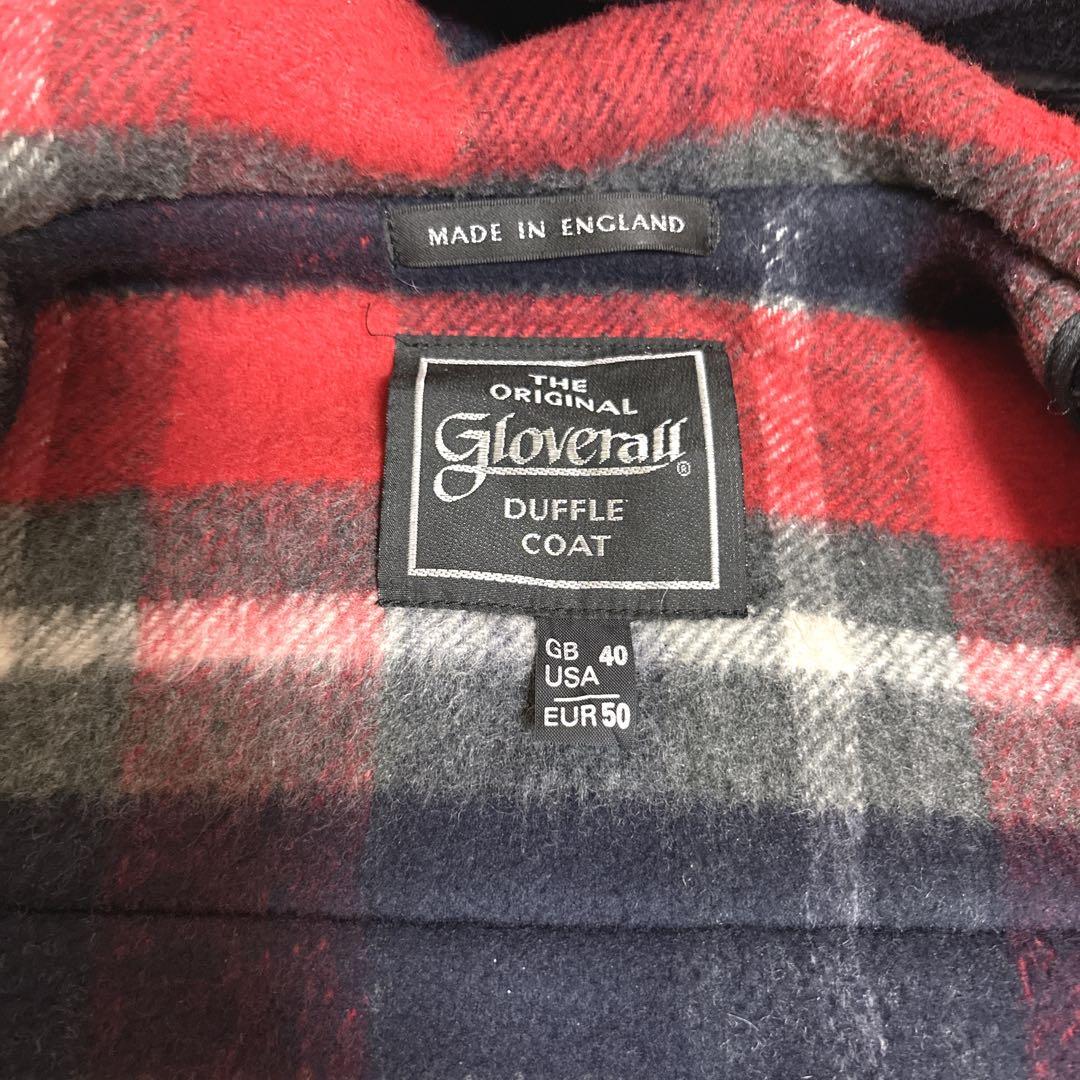 MADE IN ENGLAND
THE
ORIGINAL
Gloverall®
DUFFLE
COAT
GB 40
USA
EUR 50